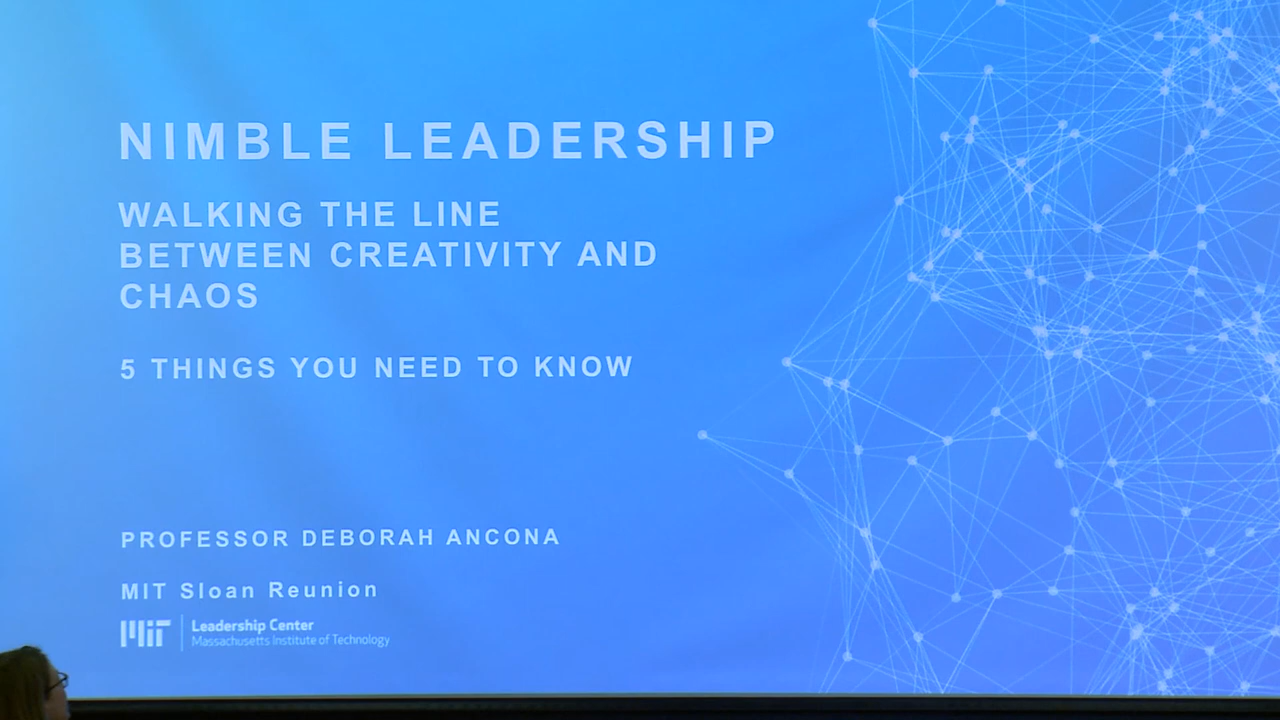 NIMBLE LEADERSHIP
WALKING THE LINE
BETWEEN CREATIVITY AND
CHAOS
5 THINGS YOU NEED TO KNOW
PROFESSOR DEBORAH ANCONA
MIT Sloan Reunion
MIT Leadership Center
Massachusetts Institute of Technology